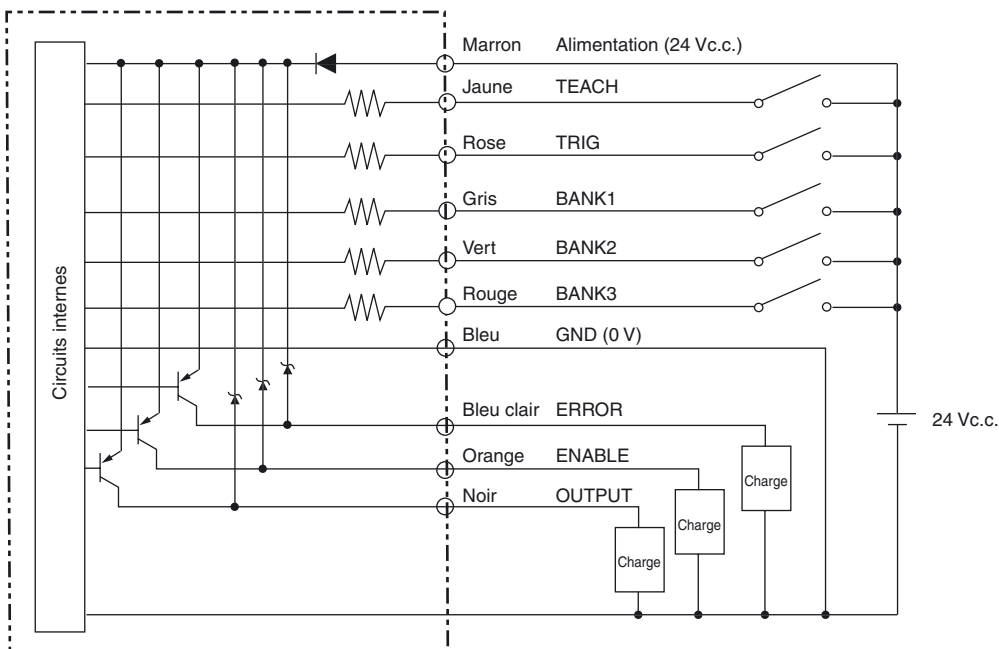 Marron Alimentation (24 Vc.c.)
Jaune TEACH
Rose TRIG
Gris BANK1
Vert BANK2
Rouge BANK3
Bleu GND (0 V)
Circuits internes
Bleu clair ERROR
24 Vc.c.
Orange ENABLE
Charge
Noir OUTPUT
Charge
Charge